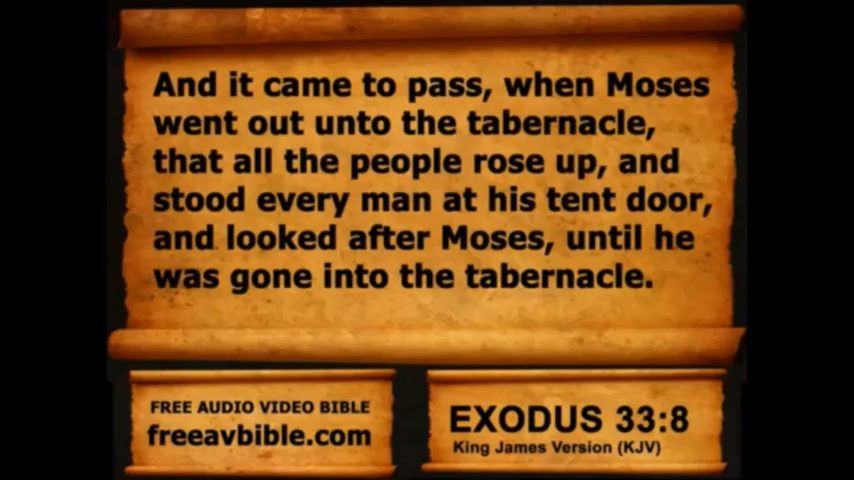 And it came to pass, when Moses
went out unto the tabernacle,
that all the people rose up, and
stood every man at his tent door,
and looked after Moses, until he
was gone into the tabernacle.
FREE AUDIO VIDEO BIBLE
freeavbible.com
EXODUS 33:8
King James Version (KJV)